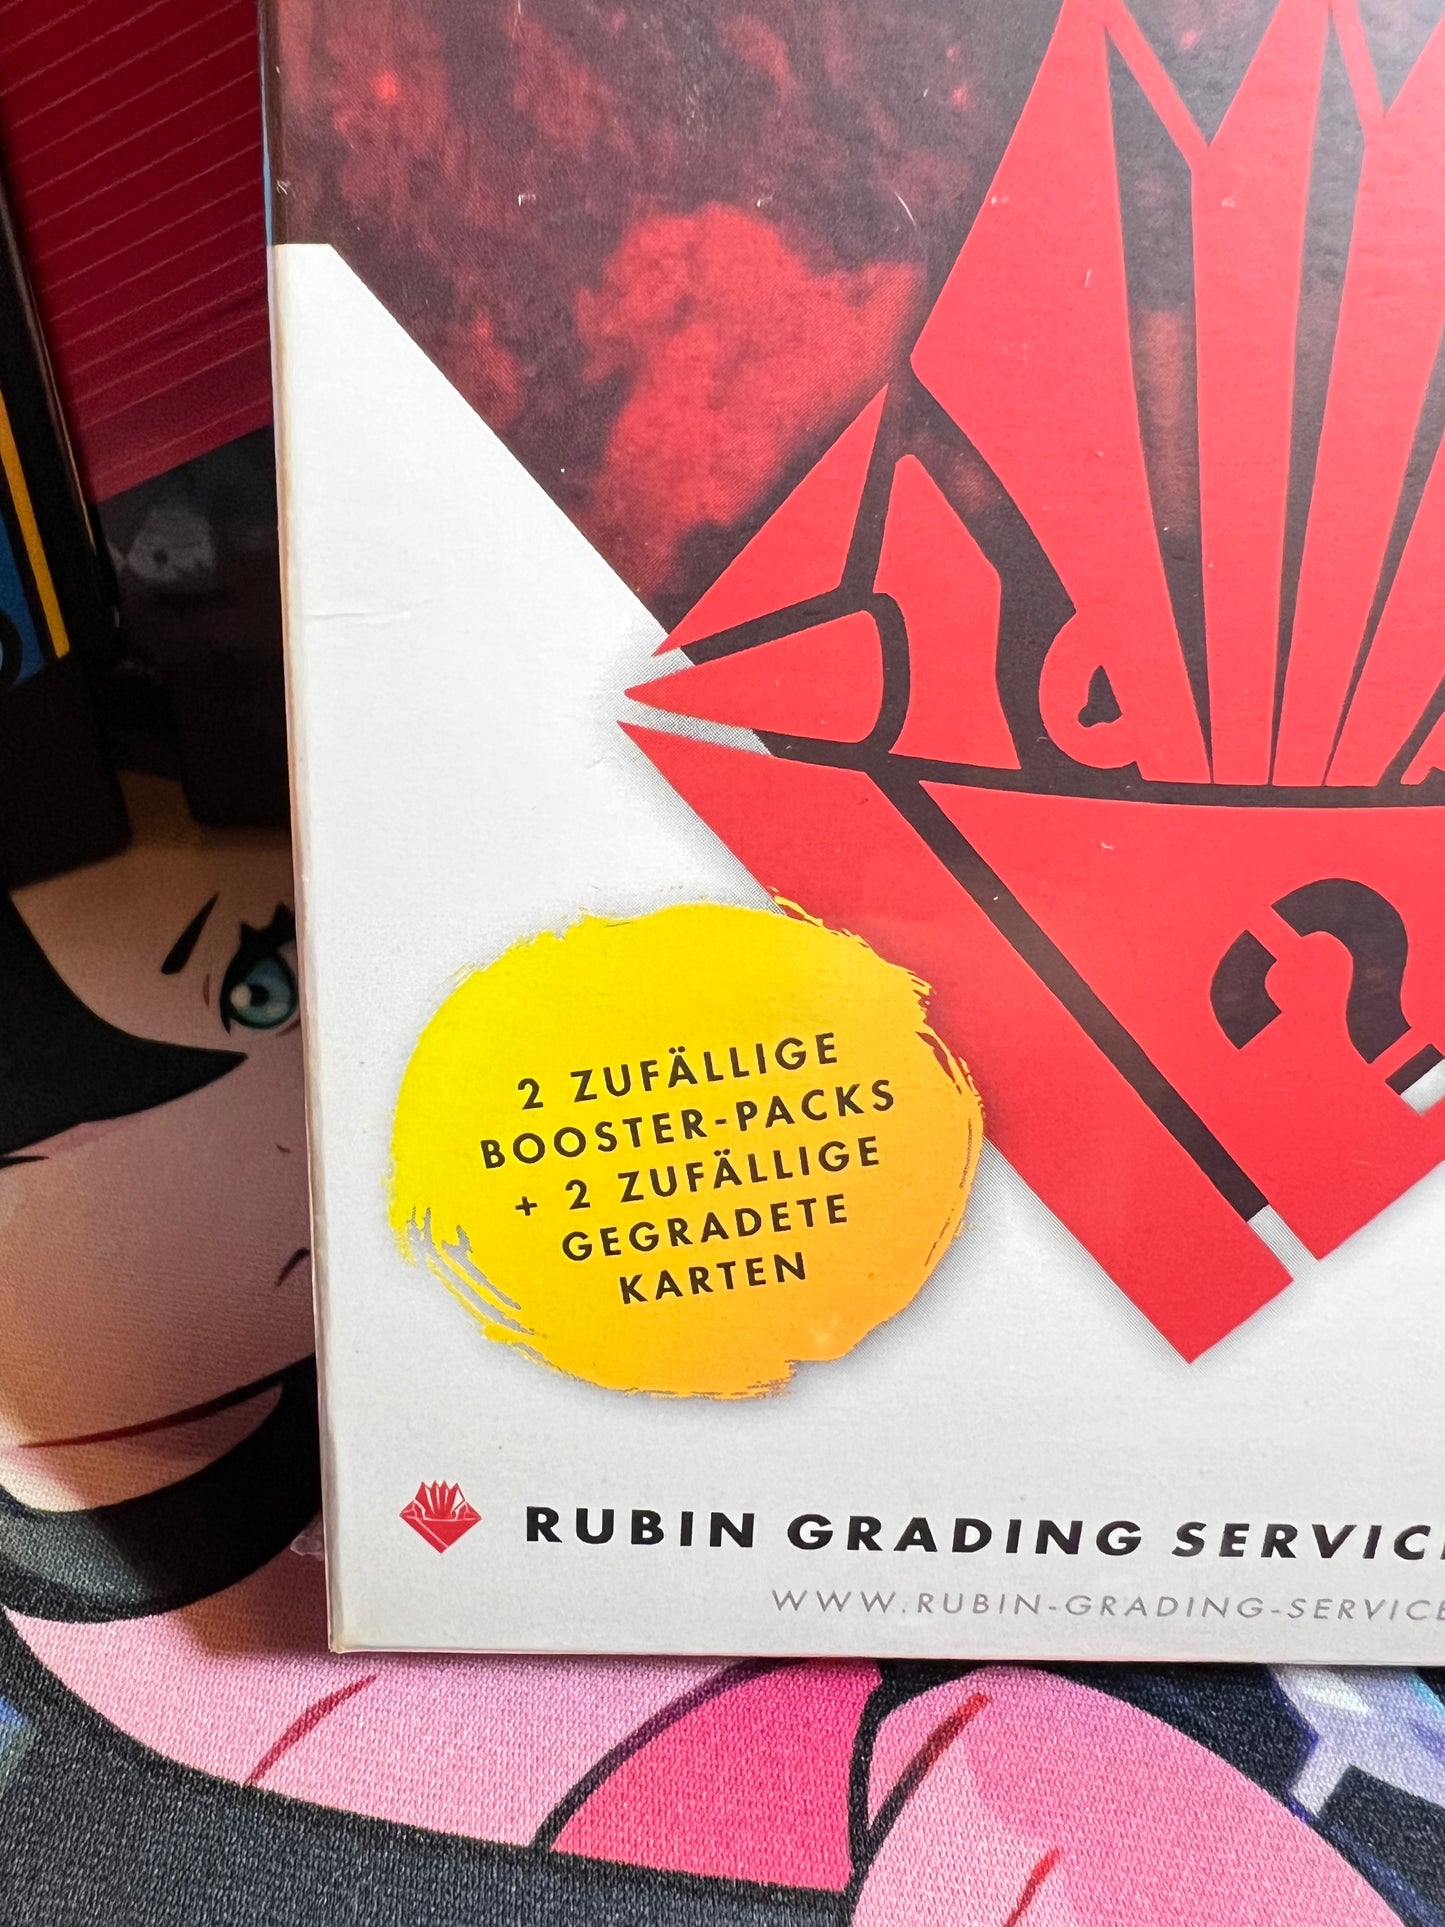 ?
2 ZUFÄLLIGE
BOOSTER-PACKS
+ 2 ZUFÄLLIGE
GEGRADETE
KARTEN
RUBIN GRADING SERVIC
WWW.RUBIN-GRADING-SERVICE